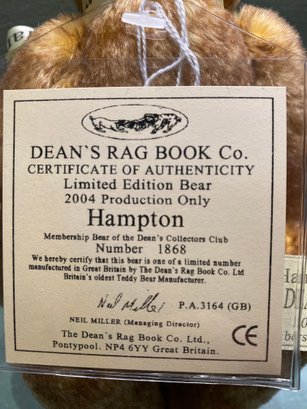 DEAN`S RAG BOOK Co.
CERTIFICATE OF AUTHENTICITY
Limited Edition Bear
2004 Production Only
Hampton
Membership Bear of the Dean's Collectors Club
Number 1868
We hereby certify that this bear is one of a limited number
manufactured in Great Britain by The Dean's Rag Book Co. Ltd
Britain's oldest Teddy Bear Manufacturer.
Neil Miller P.A.3164 (GB)
NEIL MILLER (Managing Director)
CE
The Dean's Rag Book Co. Ltd.,
Pontypool. NP4 6YY Great Britain.